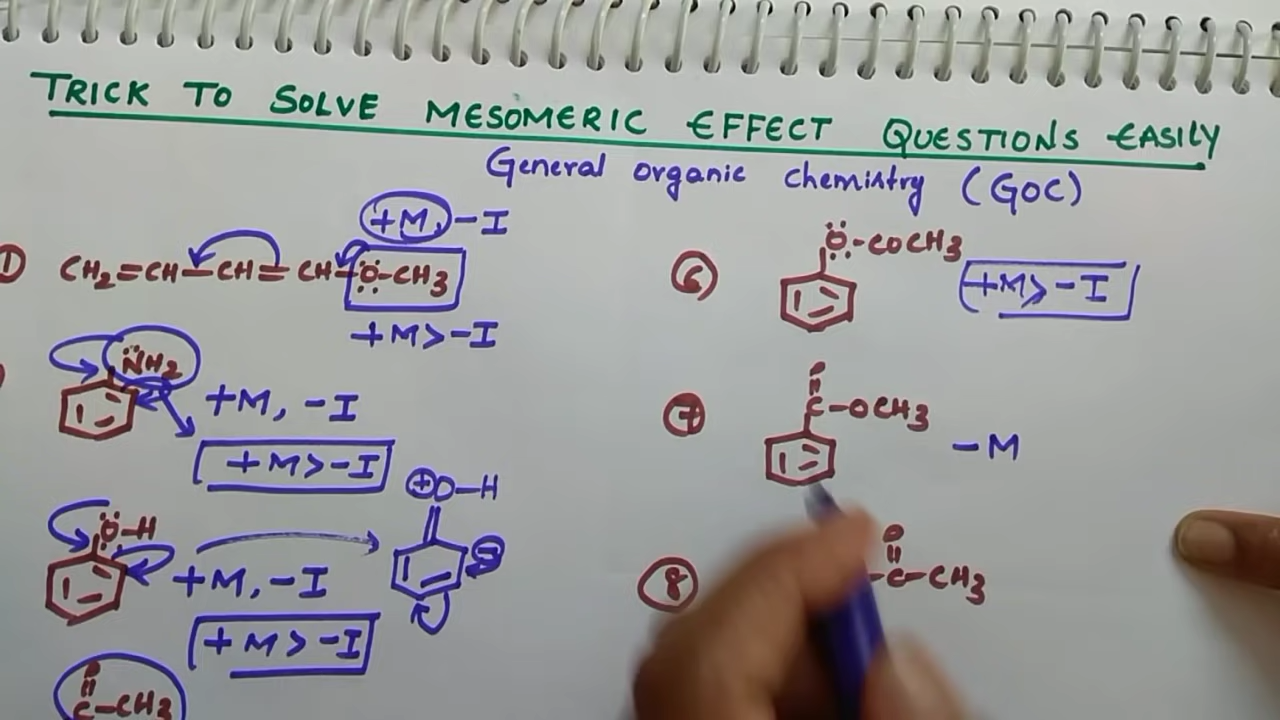 TRICK TO SOLVE MESOMERIC EFFECT QUESTIONS EASILY
General organic chemistry (GOC)
+M, -I
① CH2=CH-CH=CH-Ö-CH3
+M>-I
N̈H2
+M, -I
+M>-I
Ö-H
+M, -I
+M>-I
⊕O-H
⊖
O
C-CH3
⑥ Ö-COCH3
+M>-I
⑦ O
C-OCH3
-M
⑧ O
-C-CH3